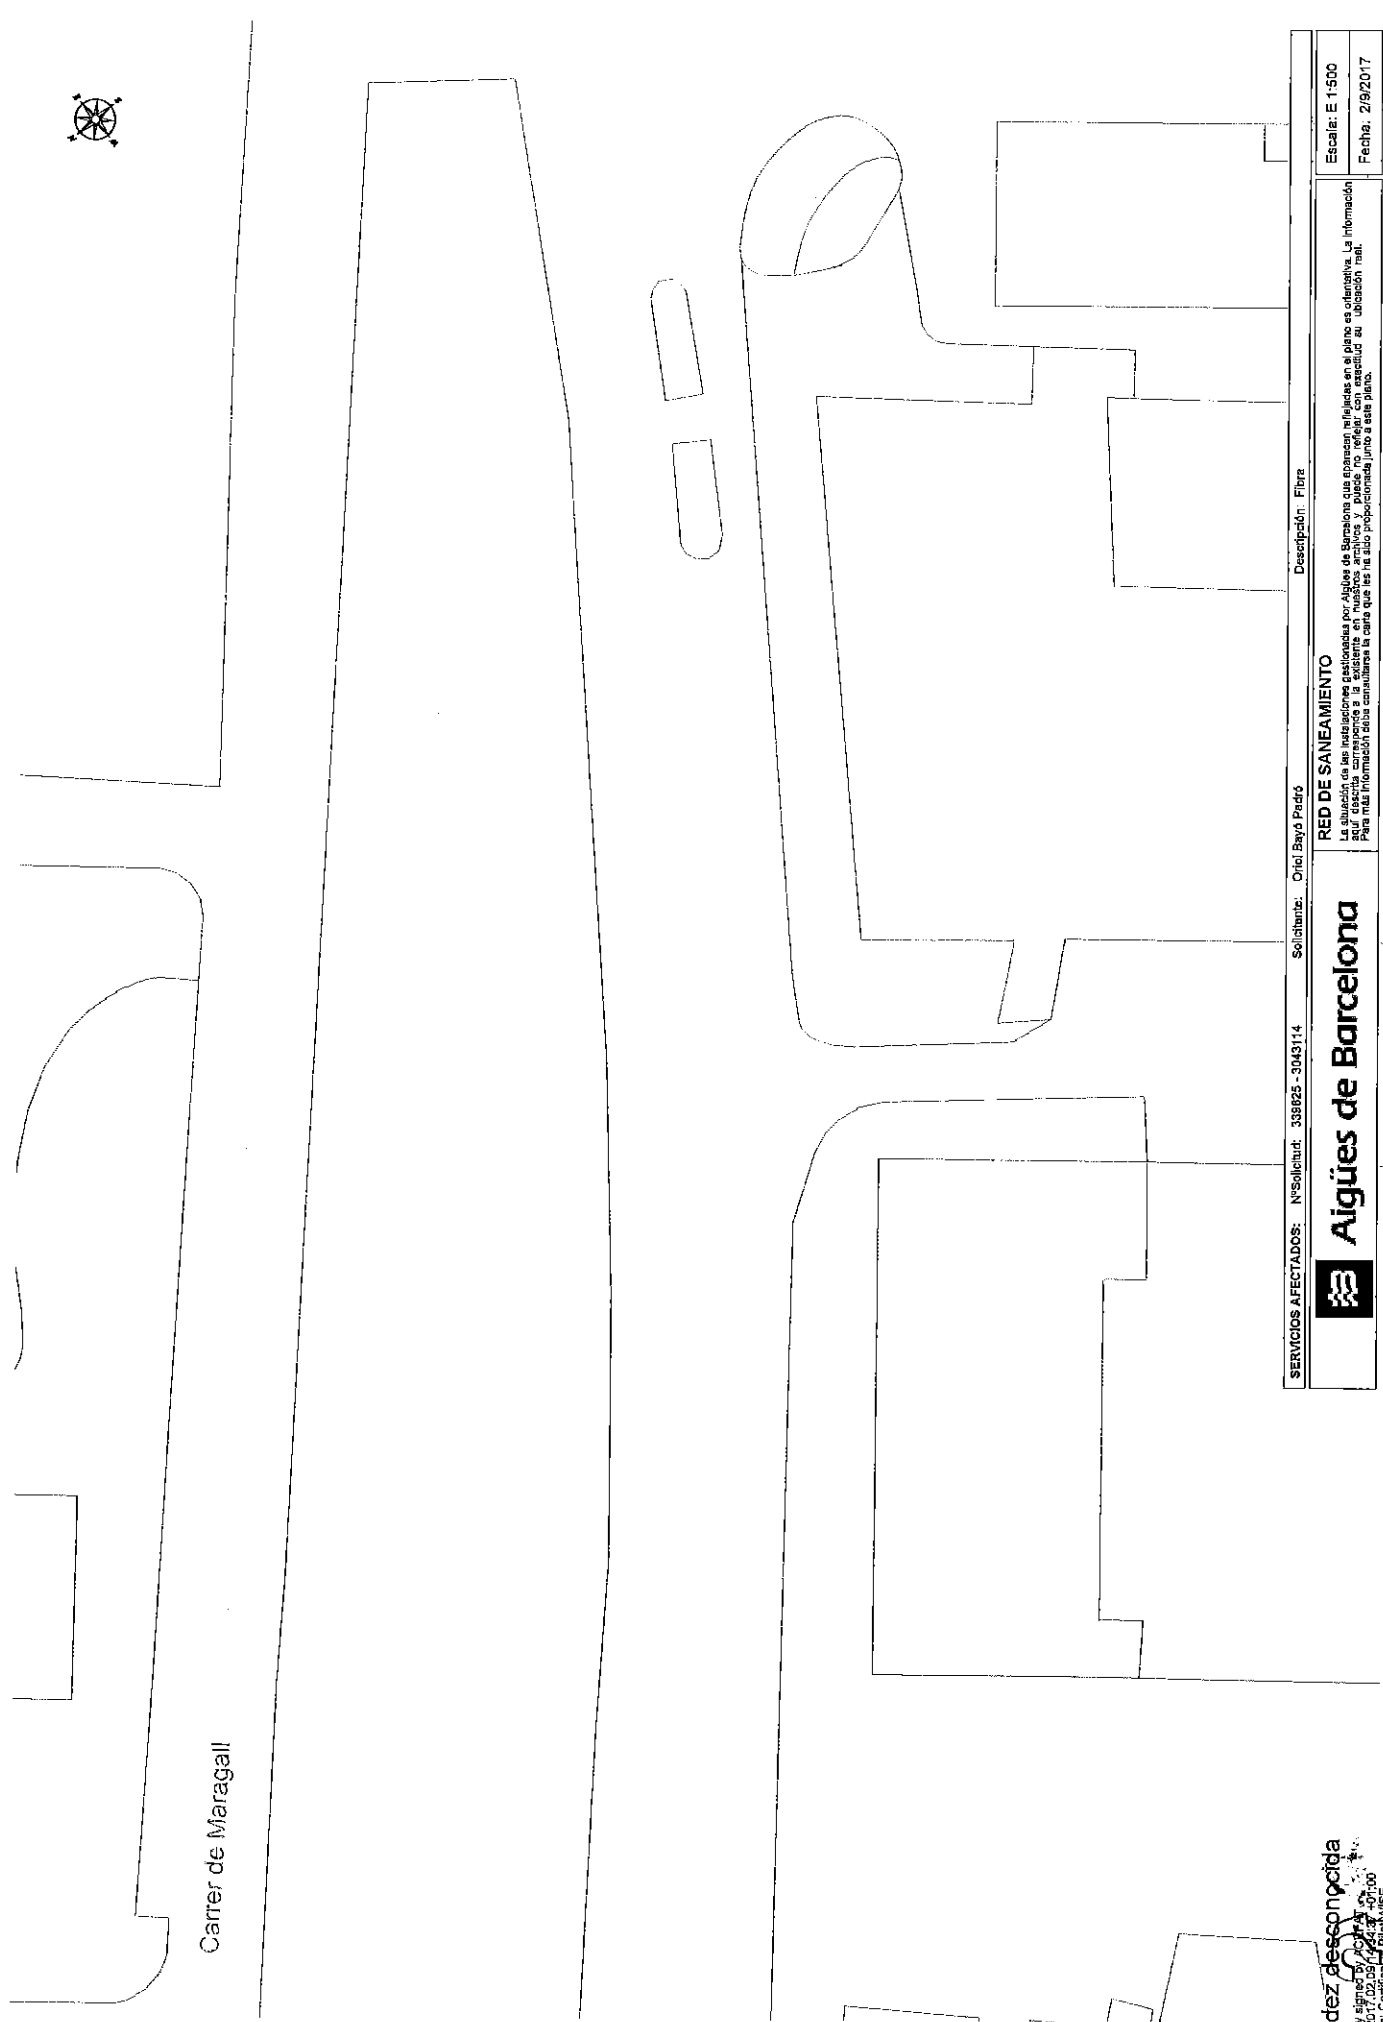 Carrer de Maragall
SERVICIOS AFECTADOS: NºSolicitud: 339825 - 3043114 Solicitante: Oriol Bayó Padró Descripción: Fibra
Aigües de Barcelona
RED DE SANEAMIENTO
La situación de las instalaciones gestionadas por Aigües de Barcelona que aparecen reflejadas en el plano es orientativa. La información
aquí descrita corresponde a la existente en nuestros archivos y puede no reflejar con exactitud su ubicación real.
Para más información debe consultarse la carta que les ha sido proporcionada junto a este plano.
Escala: E 1:500
Fecha: 2/9/2017
dez desconocida
signed by